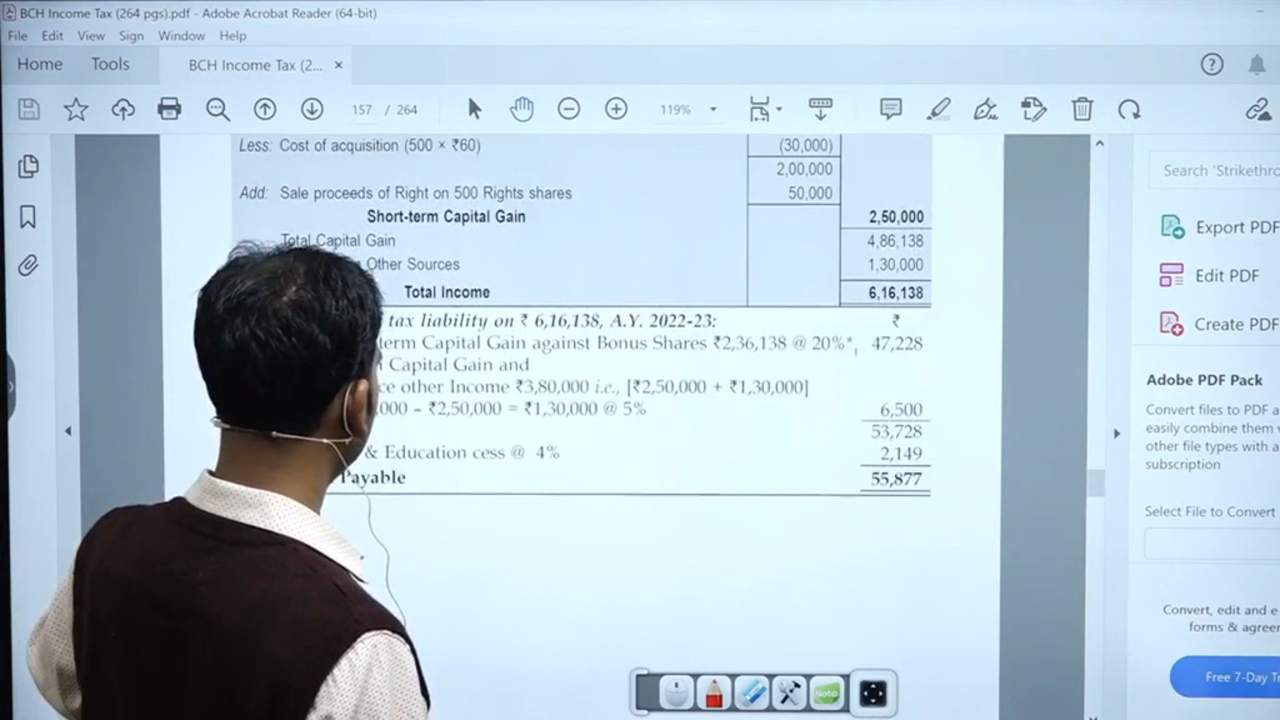 BCH Income Tax (264 pgs).pdf - Adobe Acrobat Reader (64-bit)
File Edit View Sign Window Help
Home Tools BCH Income Tax (2... ×
157 / 264 119%
Less: Cost of acquisition (500 × ₹60) (30,000)
2,00,000
Add: Sale proceeds of Right on 500 Rights shares 50,000
Short-term Capital Gain 2,50,000
Total Capital Gain 4,86,138
Other Sources 1,30,000
Total Income 6,16,138
tax liability on ₹ 6,16,138, A.Y. 2022-23: ₹
term Capital Gain against Bonus Shares ₹2,36,138 @ 20%*, 47,228
Capital Gain and
other Income ₹3,80,000 i.e., [₹2,50,000 + ₹1,30,000]
– ₹2,50,000 = ₹1,30,000 @ 5% 6,500
53,728
& Education cess @ 4% 2,149
Payable 55,877
Search 'Strikethro
Export PDF
Edit PDF
Create PDF
Adobe PDF Pack
Convert files to PDF a
easily combine them
other file types with a
subscription
Select File to Convert
Convert, edit and e-
forms & agreer
Free 7-Day
Note